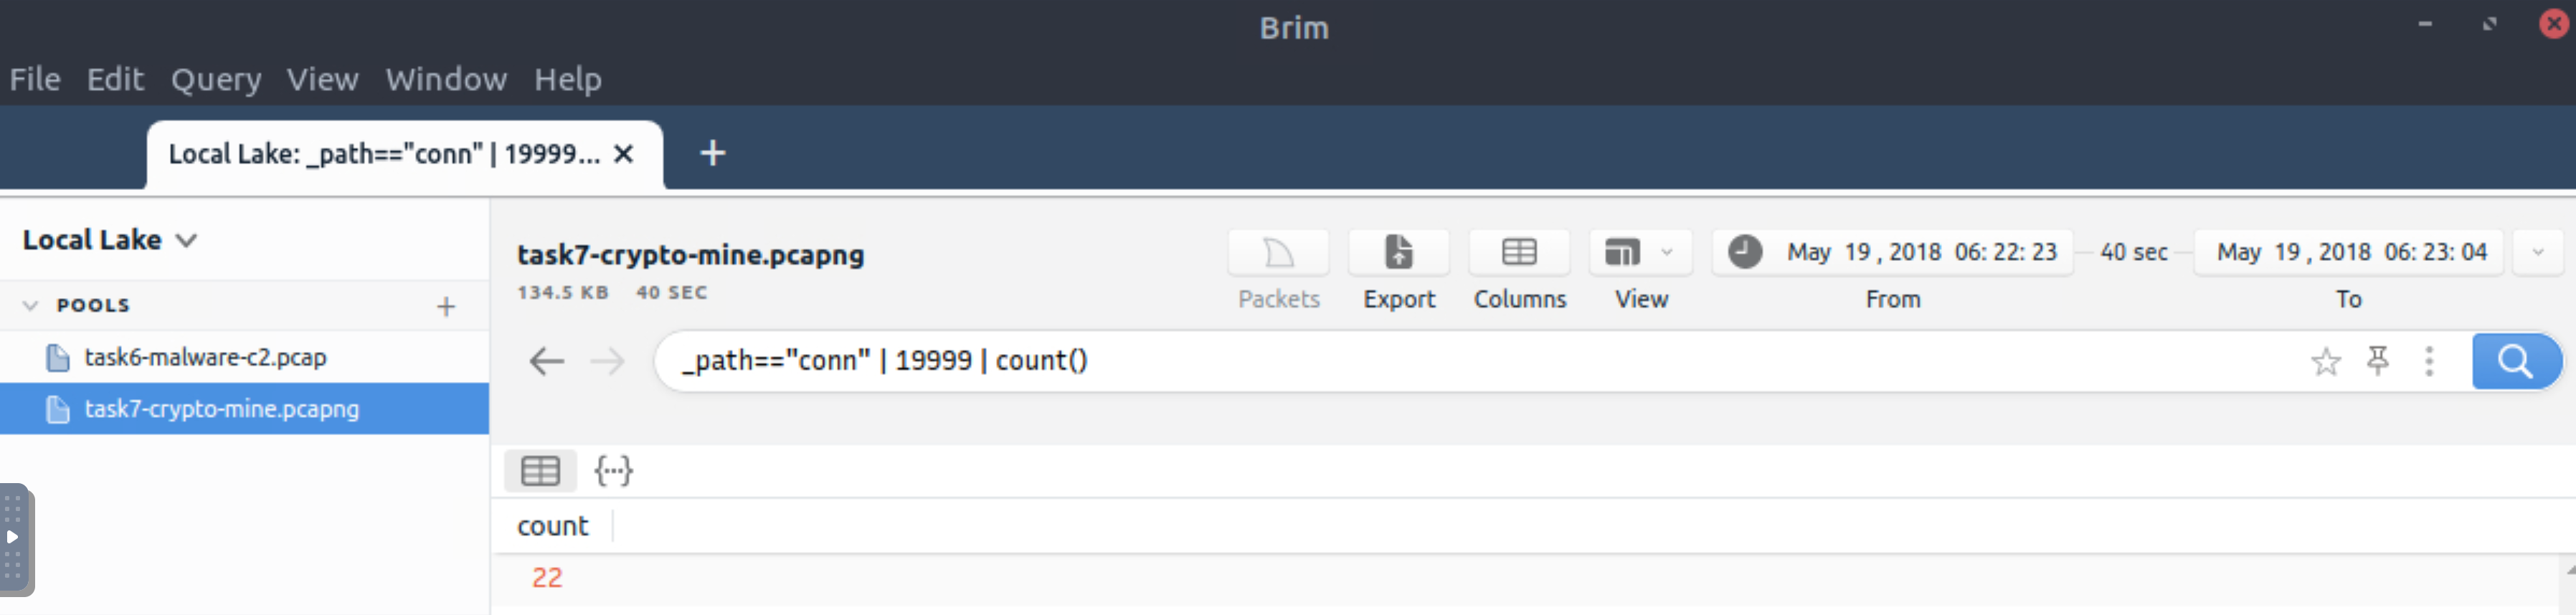 Brim
File Edit Query View Window Help
Local Lake: _path=="conn" | 19999...
Local Lake
POOLS
task6-malware-c2.pcap
task7-crypto-mine.pcapng
task7-crypto-mine.pcapng
134.5 KB 40 SEC
Packets Export Columns View
May 19 , 2018 06: 22: 23 40 sec May 19 , 2018 06: 23: 04
From To
_path=="conn" | 19999 | count()
{...}
count
22